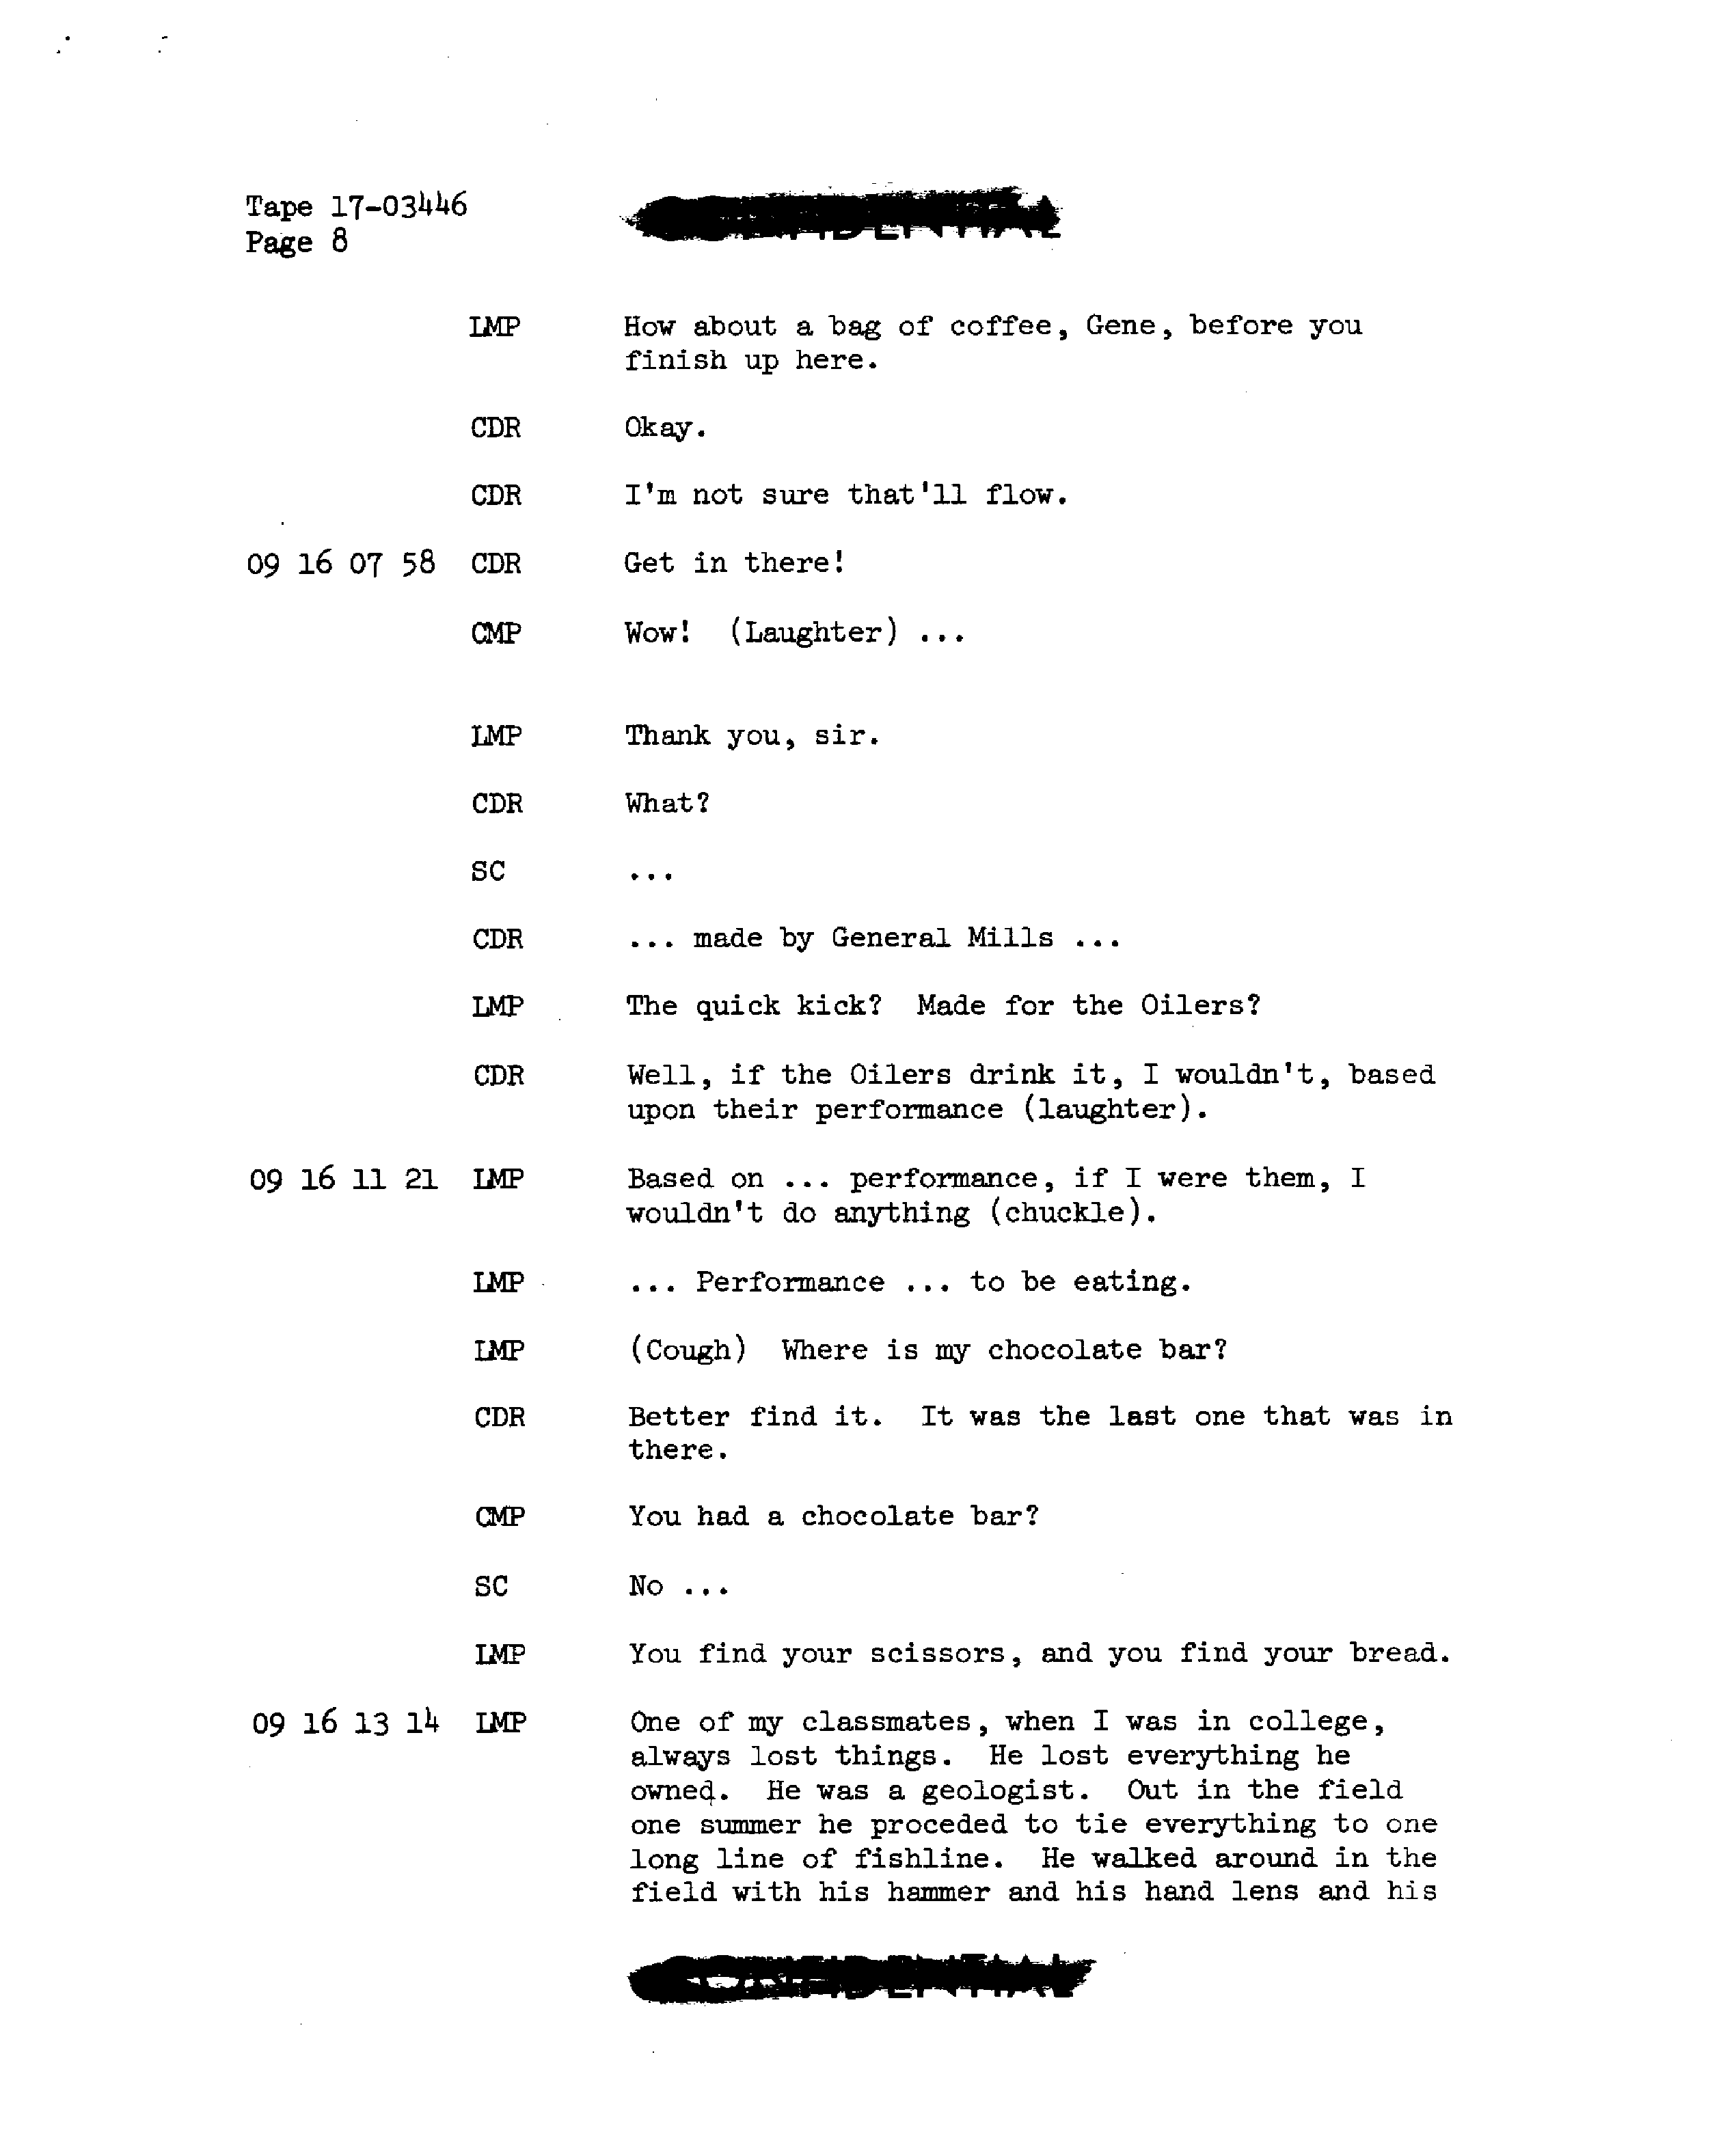 Tape 17-03446
Page 8
CONFIDENTIAL
LMP How about a bag of coffee, Gene, before you
finish up here.
CDR Okay.
CDR I'm not sure that'll flow.
09 16 07 58 CDR Get in there!
CMP Wow! (Laughter) ...
LMP Thank you, sir.
CDR What?
SC ...
CDR ... made by General Mills ...
LMP The quick kick? Made for the Oilers?
CDR Well, if the Oilers drink it, I wouldn't, based
upon their performance (laughter).
09 16 11 21 LMP Based on ... performance, if I were them, I
wouldn't do anything (chuckle).
LMP ... Performance ... to be eating.
LMP (Cough) Where is my chocolate bar?
CDR Better find it. It was the last one that was in
there.
CMP You had a chocolate bar?
SC No ...
LMP You find your scissors, and you find your bread.
09 16 13 14 LMP One of my classmates, when I was in college,
always lost things. He lost everything he
owned. He was a geologist. Out in the field
one summer he proceded to tie everything to one
long line of fishline. He walked around in the
field with his hammer and his hand lens and his
CONFIDENTIAL